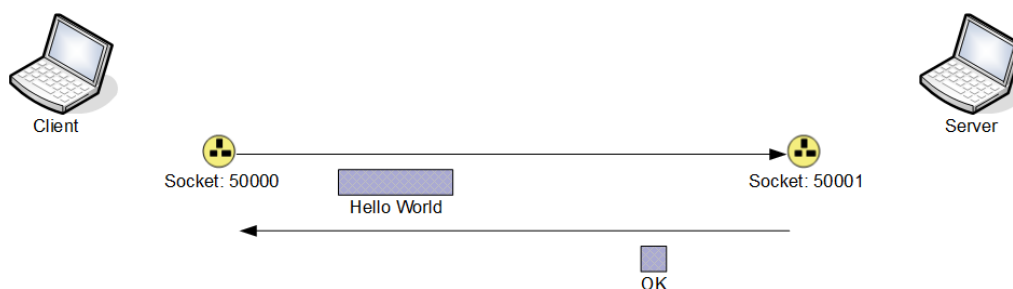 Client
Server
Socket: 50000
Socket: 50001
Hello World
OK